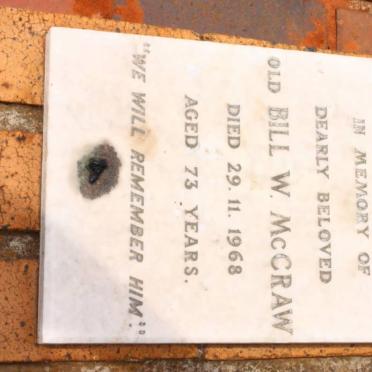 IN MEMORY OF
DEARLY BELOVED
OLD BILL W. McCRAW
DIED 29. 11. 1968
AGED 73 YEARS.
"WE WILL REMEMBER HIM".